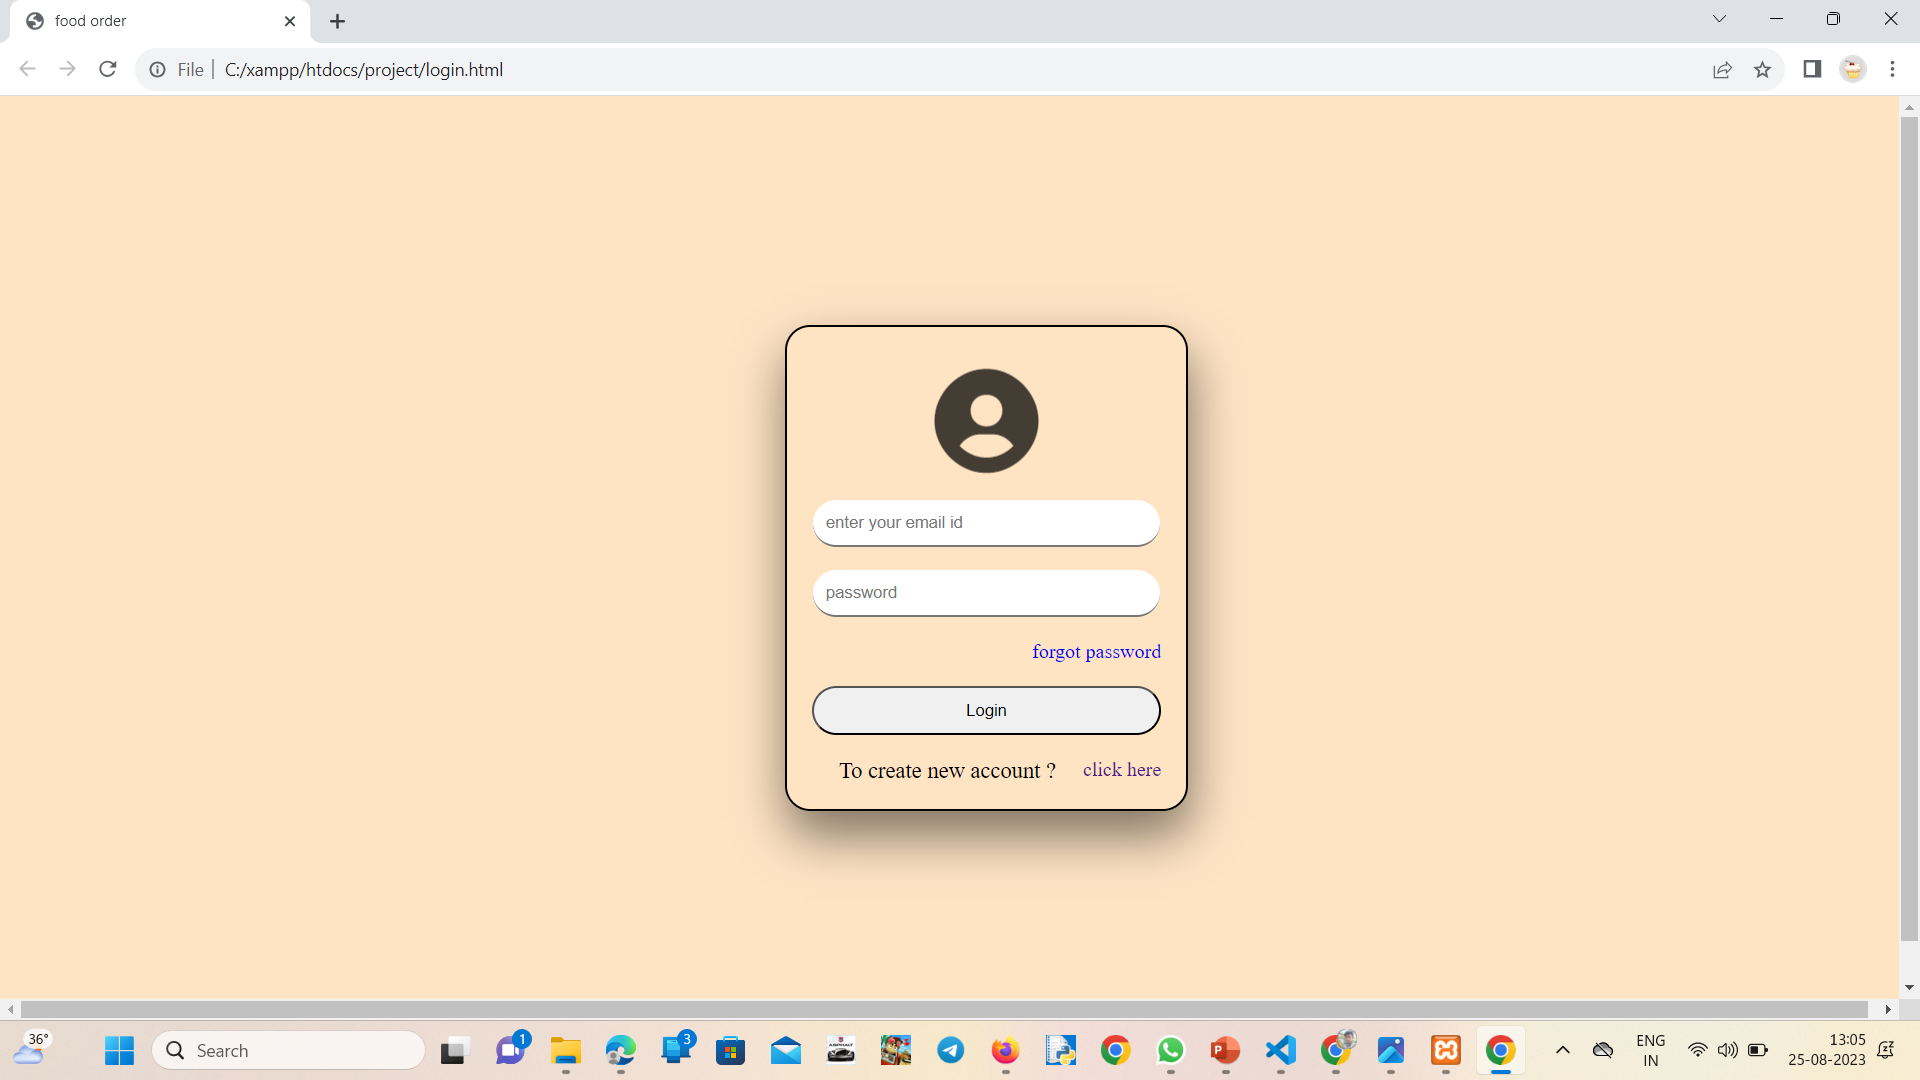 food order
File
C:/xampp/htdocs/project/login.html
enter your email id
password
forgot password
Login
To create new account ? click here
36°
Search
1
3
ASPHALT
P
ENG
IN
13:05
25-08-2023